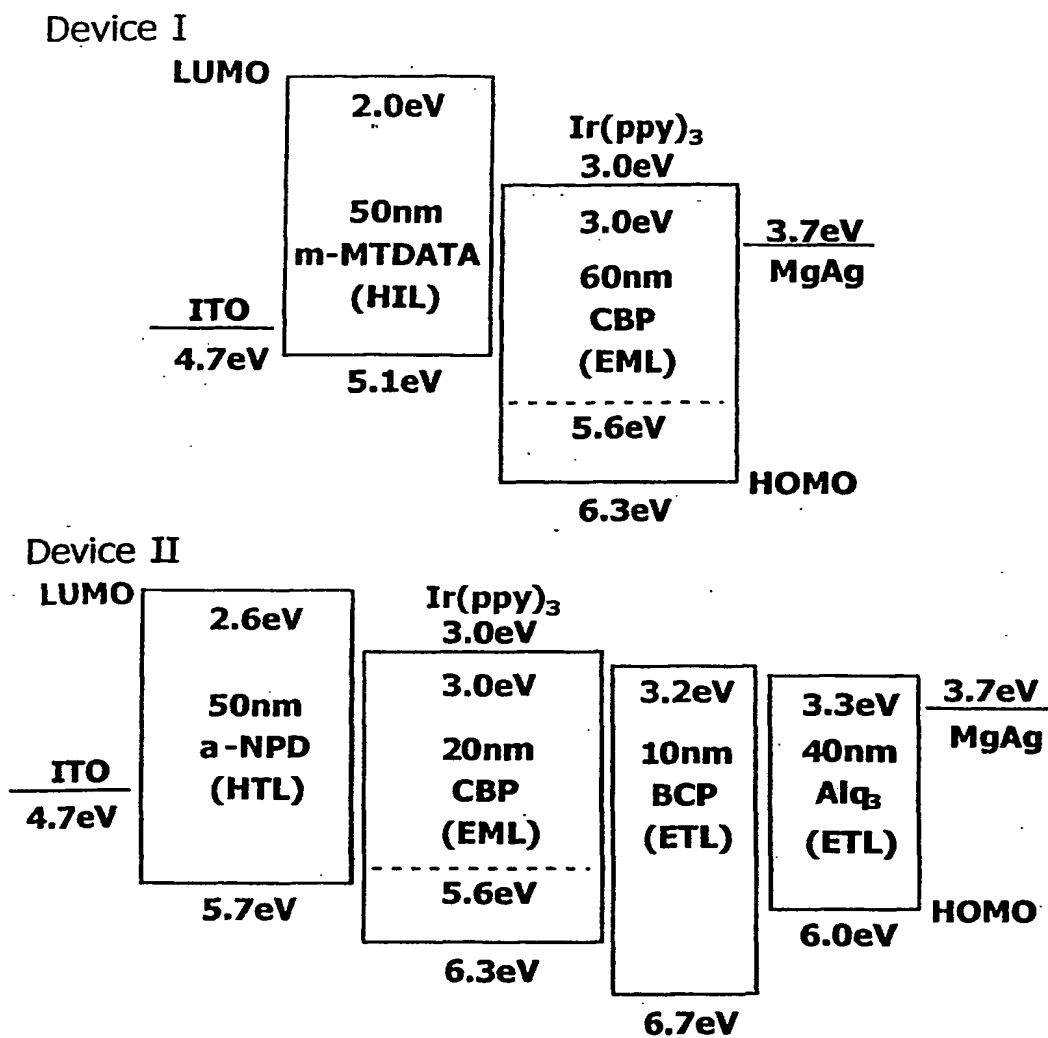 Device I
LUMO
2.0eV
50nm
m-MTDATA
(HIL)
5.1eV
ITO
4.7eV
Ir(ppy)₃
3.0eV
3.0eV
60nm
CBP
(EML)
5.6eV
6.3eV
3.7eV
MgAg
HOMO
Device II
LUMO
2.6eV
50nm
a-NPD
(HTL)
5.7eV
ITO
4.7eV
Ir(ppy)₃
3.0eV
3.0eV
20nm
CBP
(EML)
5.6eV
6.3eV
3.2eV
10nm
BCP
(ETL)
6.7eV
3.3eV
40nm
Alq₃
(ETL)
6.0eV
3.7eV
MgAg
HOMO